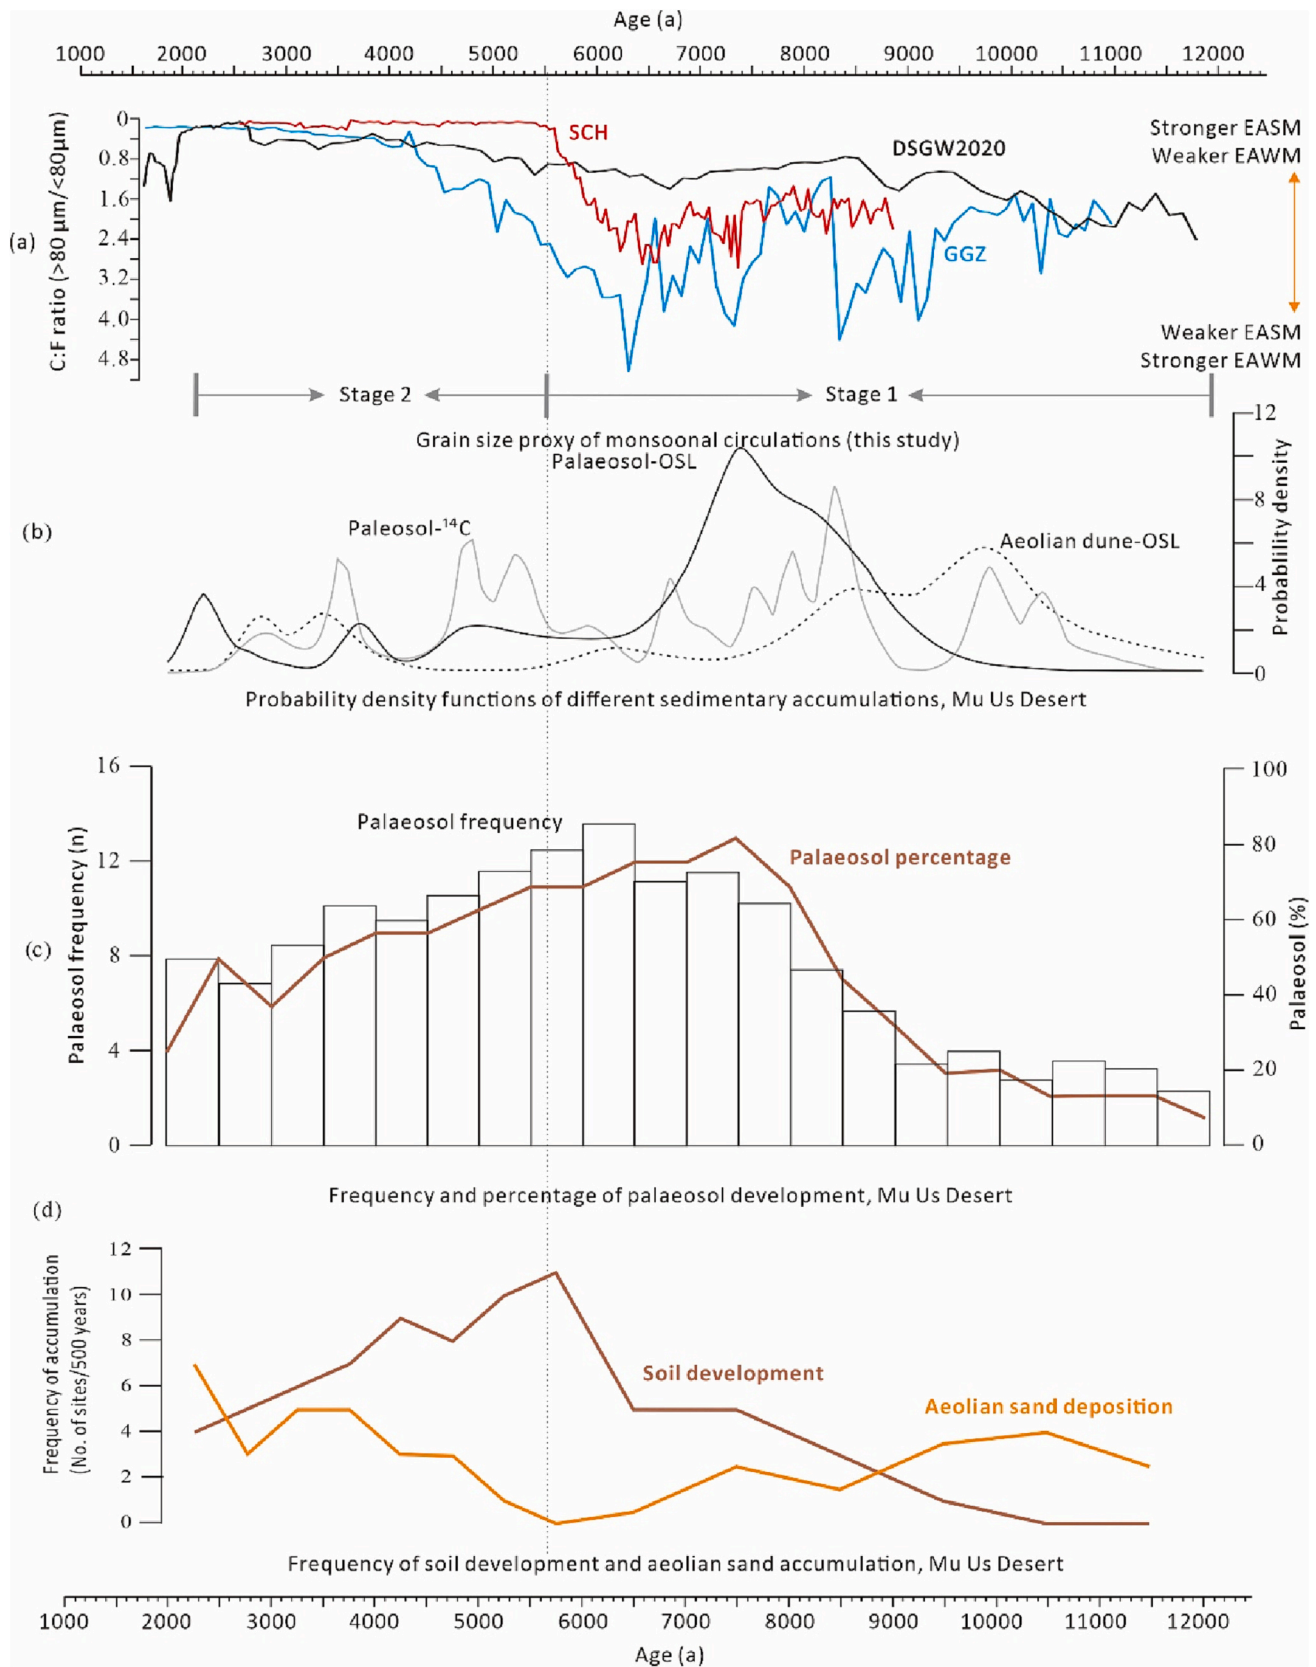 Age (a)
1000 2000 3000 4000 5000 6000 7000 8000 9000 10000 11000 12000
(a)
C:F ratio (>80 μm/<80μm)
0
0.8
1.6
2.4
3.2
4.0
4.8
SCH
DSGW2020
GGZ
Stronger EASM
Weaker EAWM
Weaker EASM
Stronger EAWM
Stage 2
Stage 1
Grain size proxy of monsoonal circulations (this study)
(b)
Palaeosol-OSL
Paleosol-¹⁴C
Aeolian dune-OSL
12
8
4
0
Probablility density
Probability density functions of different sedimentary accumulations, Mu Us Desert
(c)
Palaeosol frequency (n)
16
12
8
4
0
Palaeosol frequency
Palaeosol percentage
100
80
60
40
20
0
Palaeosol (%)
Frequency and percentage of palaeosol development, Mu Us Desert
(d)
Frequency of accumulation
(No. of sites/500 years)
12
10
8
6
4
2
0
Soil development
Aeolian sand deposition
Frequency of soil development and aeolian sand accumulation, Mu Us Desert
1000 2000 3000 4000 5000 6000 7000 8000 9000 10000 11000 12000
Age (a)